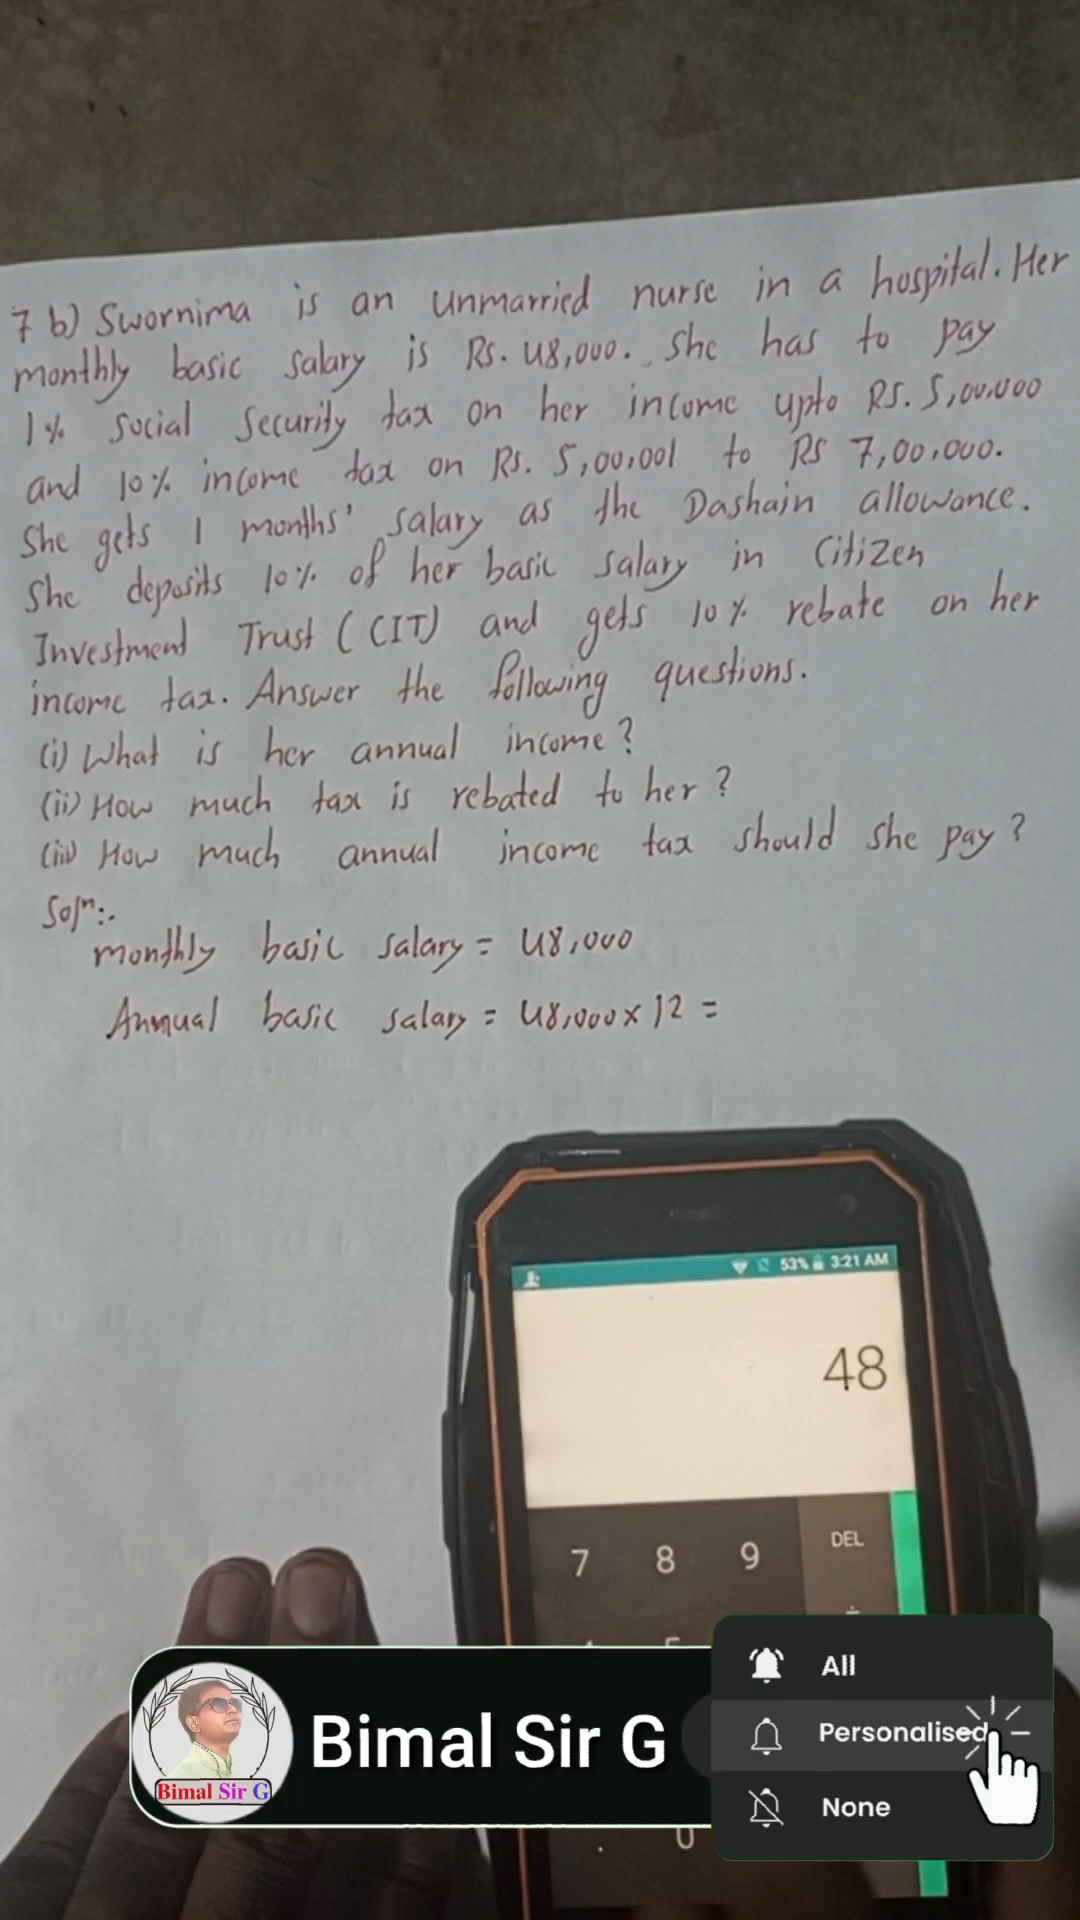 7 b) Swornima is an unmarried nurse in a hospital. Her
monthly basic salary is Rs. 48,000. She has to pay
1% Social Security tax on her income upto RS. 5,00,000
and 10% income tax on Rs. 5,00,001 to RS 7,00,000.
She gets 1 months' salary as the Dashain allowance.
She deposits 10% of her basic salary in Citizen
Investment Trust (CIT) and gets 10% rebate on her
income tax. Answer the following questions.
(i) What is her annual income?
(ii) How much tax is rebated to her?
(iii) How much annual income tax should she pay?
Solⁿ:-
monthly basic salary = 48,000
Annual basic salary = 48,000 x 12 =
53% 3:21 AM
48
7 8 9 DEL
÷
All
Personalised
None
Bimal Sir G
Bimal Sir G
. 0